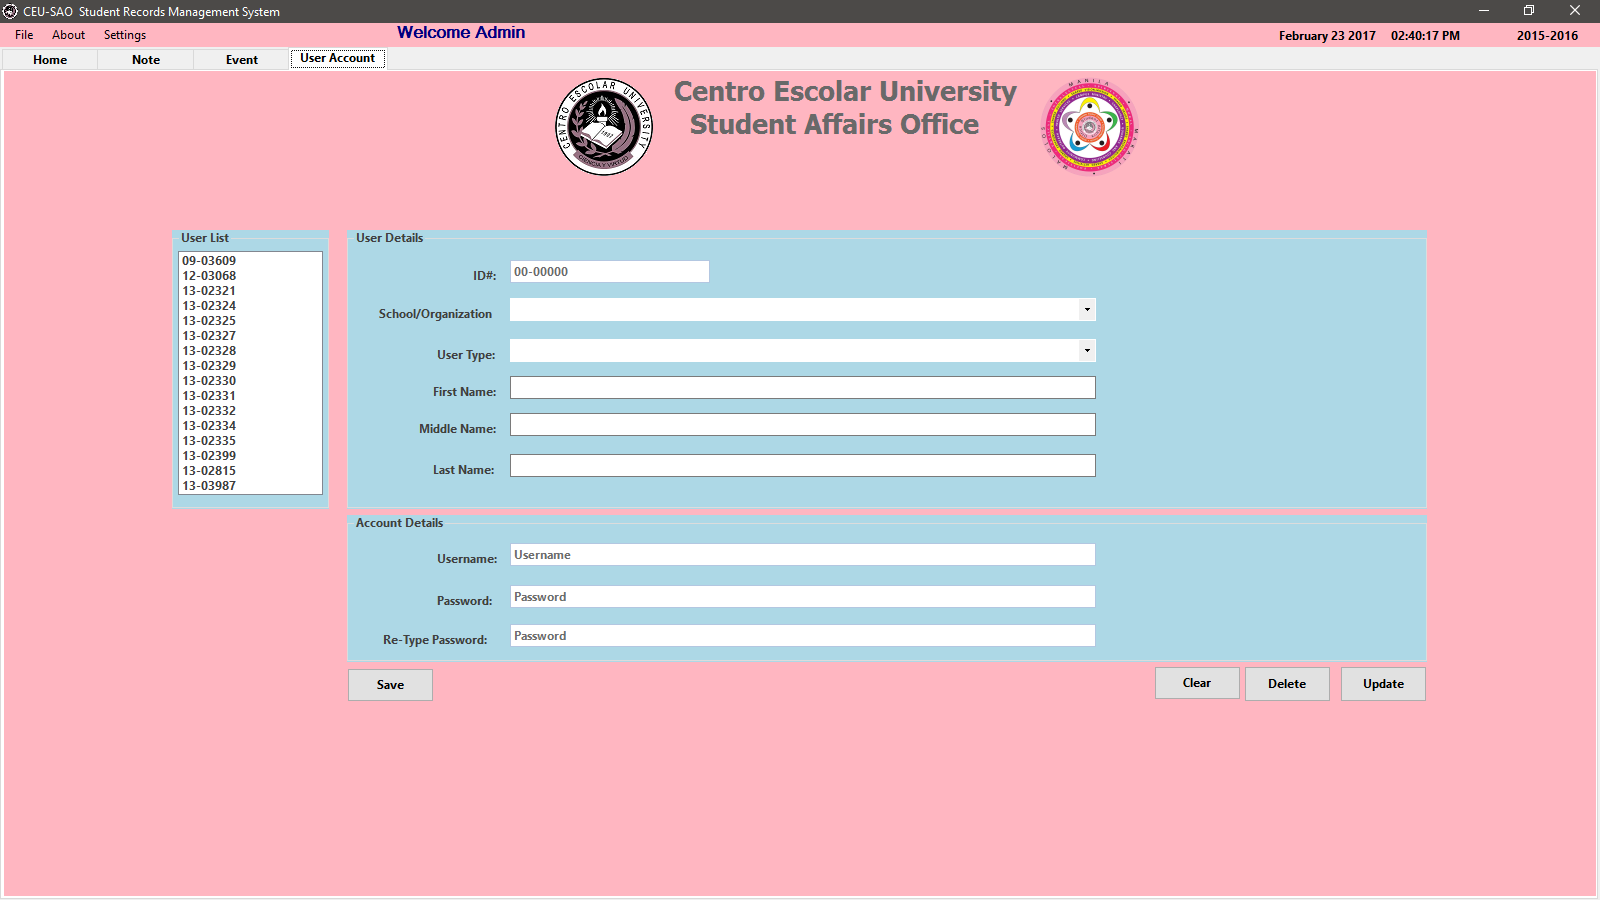 CEU-SAO Student Records Management System
File About Settings
Welcome Admin
February 23 2017 02:40:17 PM 2015-2016
Home Note Event User Account
CENTRO ESCOLAR UNIVERSITY
1907
CIENCIA Y VIRTUD
Centro Escolar University
Student Affairs Office
MANILA
MAKATI
MALOLOS
User List
09-03609
12-03068
13-02321
13-02324
13-02325
13-02327
13-02328
13-02329
13-02330
13-02331
13-02332
13-02334
13-02335
13-02399
13-02815
13-03987
User Details
ID#: 00-00000
School/Organization
User Type:
First Name:
Middle Name:
Last Name:
Account Details
Username: Username
Password: Password
Re-Type Password: Password
Save Clear Delete Update